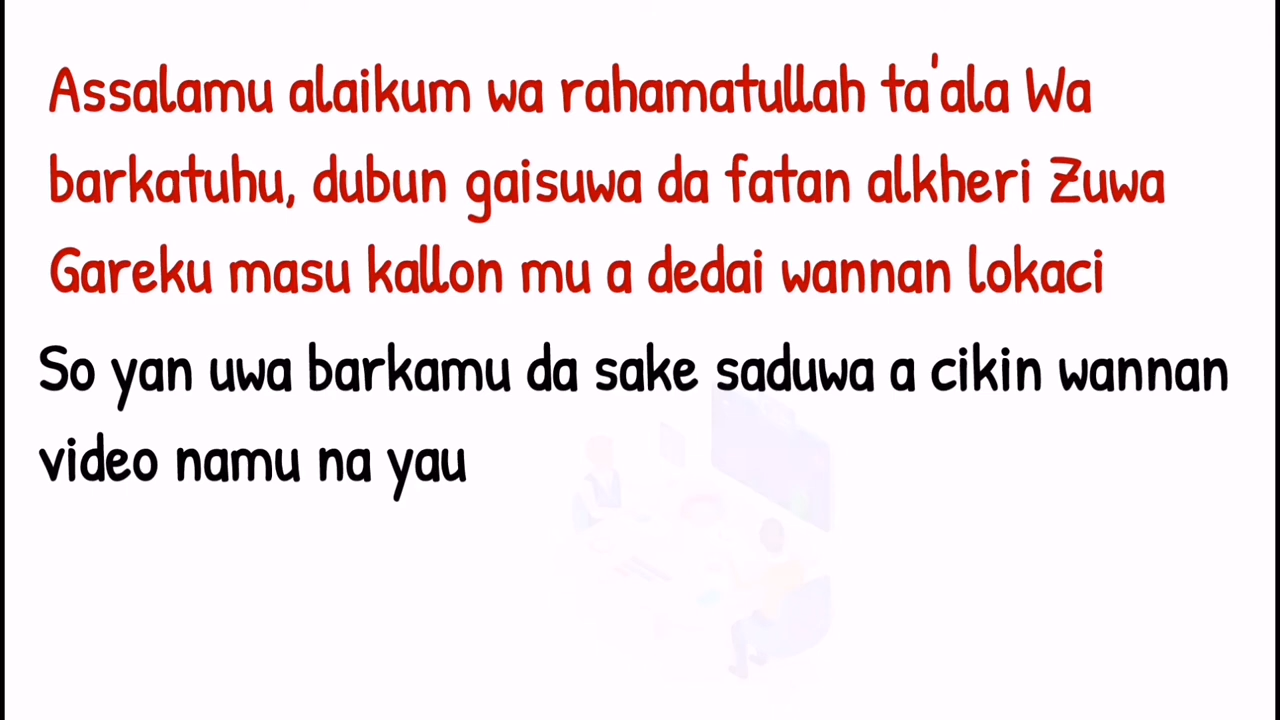 Assalamu alaikum wa rahamatullah ta'ala Wa
barkatuhu, dubun gaisuwa da fatan alkheri Zuwa
Gareku masu kallon mu a dedai wannan lokaci
So yan uwa barkamu da sake saduwa a cikin wannan
video namu na yau